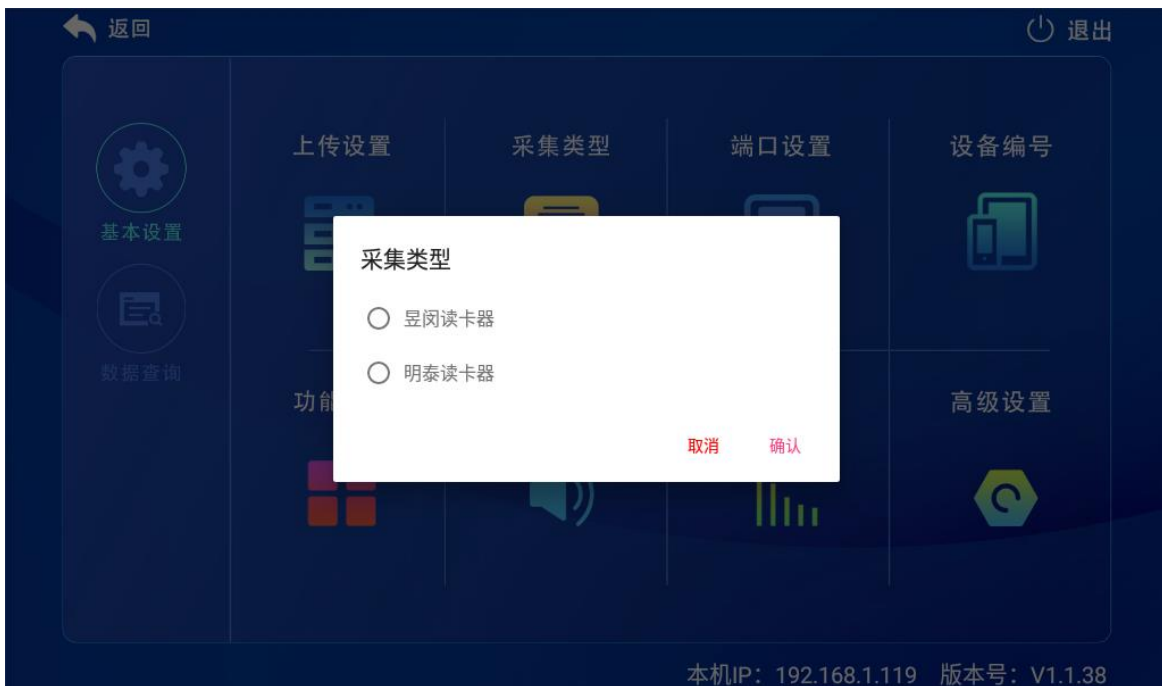 返回
退出
上传设置
采集类型
端口设置
设备编号
基本设置
采集类型
昱闵读卡器
明泰读卡器
数据查询
功能
高级设置
取消
确认
本机IP：192.168.1.119
版本号：V1.1.38